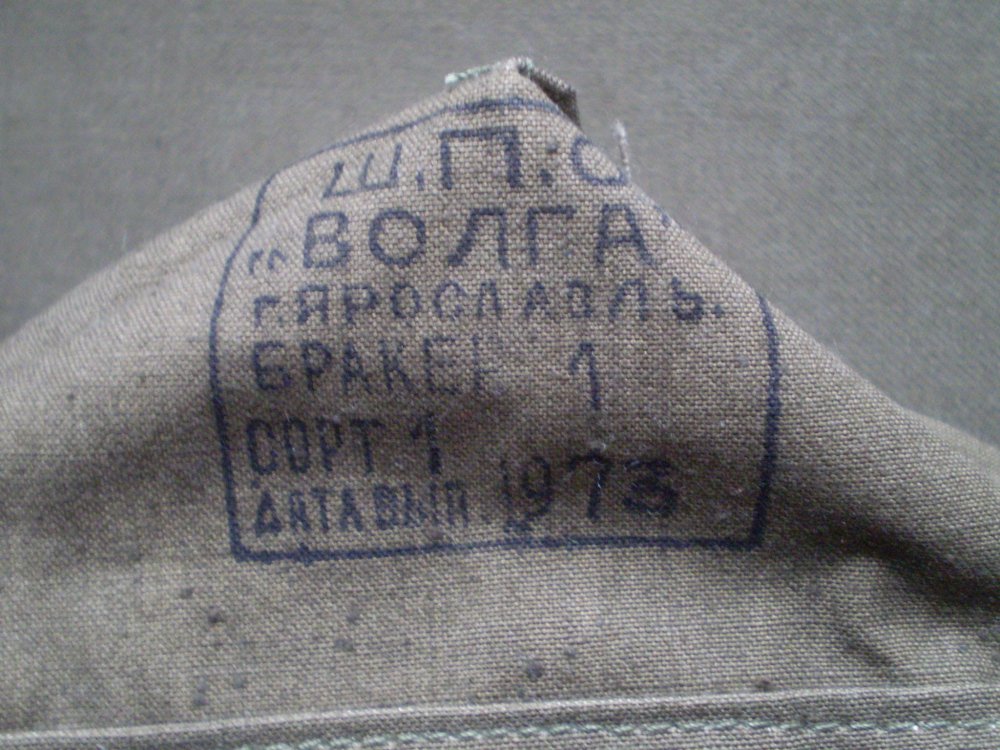 Ш.П.О
„ВОЛГА"
г.ЯРОСЛАВЛЬ.
БРАКЕР 1
СОРТ 1
ДАТА ВЫП 1973